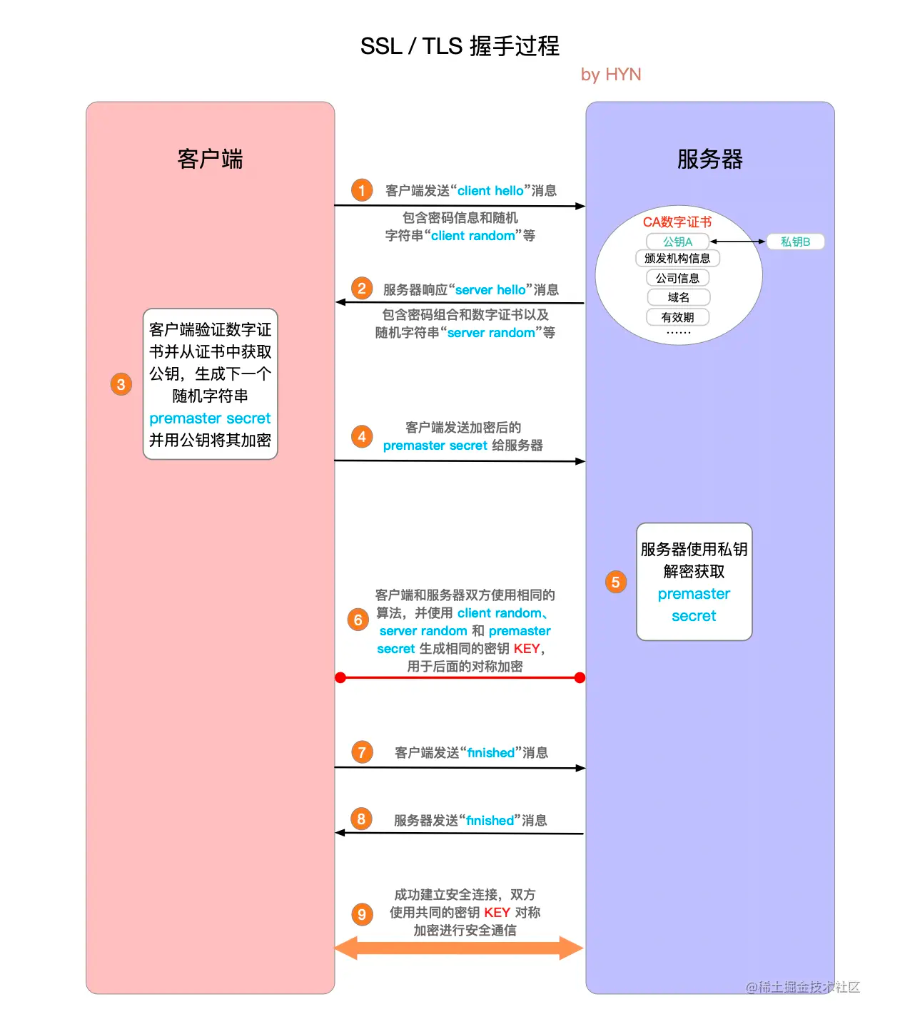 SSL / TLS 握手过程
by HYN
客户端
服务器
1
客户端发送“client hello”消息
包含密码信息和随机
字符串“client random”等
CA数字证书
公钥A
私钥B
颁发机构信息
公司信息
域名
有效期
······
2
服务器响应“server hello”消息
包含密码组合和数字证书以及
随机字符串“server random”等
3
客户端验证数字证
书并从证书中获取
公钥，生成下一个
随机字符串
premaster secret
并用公钥将其加密
4
客户端发送加密后的
premaster secret 给服务器
5
服务器使用私钥
解密获取
premaster
secret
6
客户端和服务器双方使用相同的
算法，并使用 client random、
server random 和 premaster
secret 生成相同的密钥 KEY，
用于后面的对称加密
7
客户端发送“finished”消息
8
服务器发送“finished”消息
9
成功建立安全连接，双方
使用共同的密钥 KEY 对称
加密进行安全通信
@稀土掘金技术社区